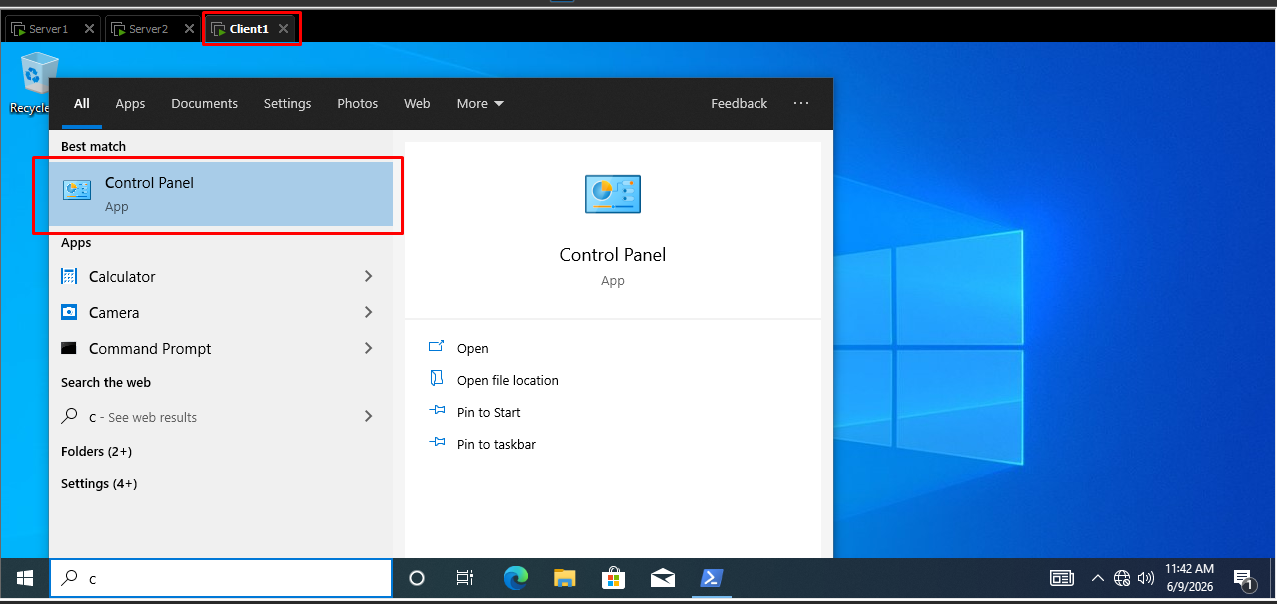 Server1
Server2
Client1
Recycle
All Apps Documents Settings Photos Web More Feedback ...
Best match
Control Panel
App
Apps
Calculator
Camera
Command Prompt
Search the web
c - See web results
Folders (2+)
Settings (4+)
Control Panel
App
Open
Open file location
Pin to Start
Pin to taskbar
c
11:42 AM
6/9/2026
1